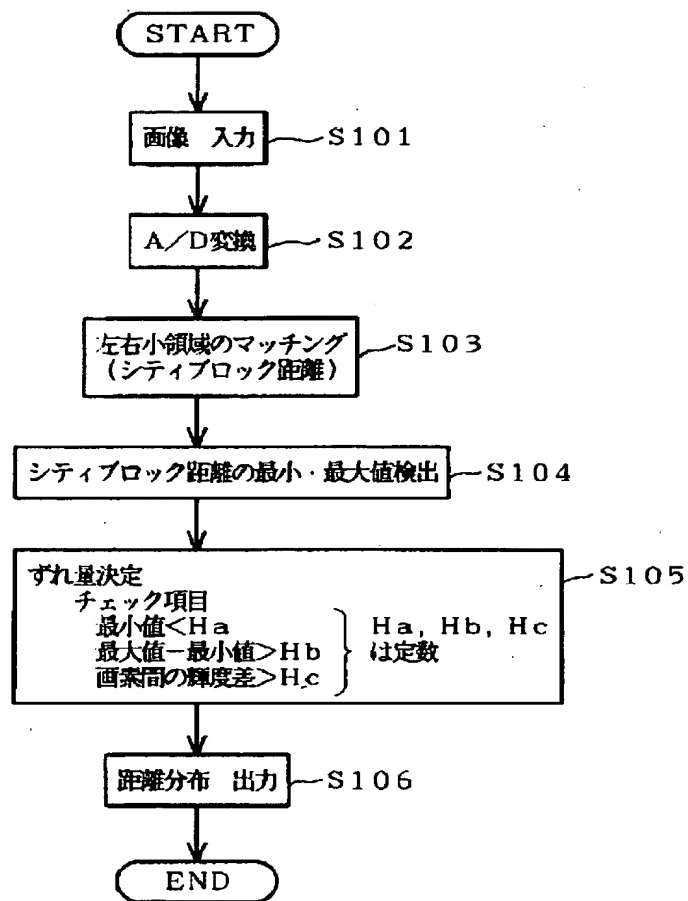 START
画像 入力 S101
A/D変換 S102
左右小領域のマッチング
(シティブロック距離) S103
シティブロック距離の最小・最大値検出 S104
ずれ量決定 S105
チェック項目
最小値<Ha
最大値−最小値>Hb
画素間の輝度差>Hc
Ha, Hb, Hc
は定数
距離分布 出力 S106
END